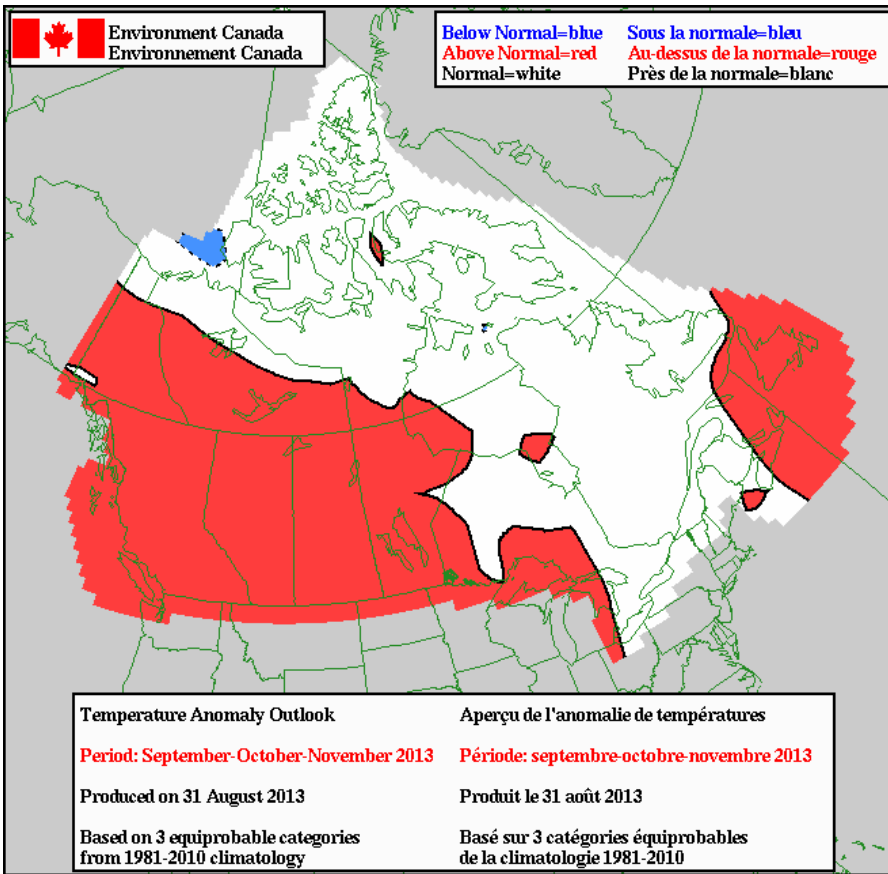 Environment Canada
Environnement Canada
Below Normal=blue Sous la normale=bleu
Above Normal=red Au-dessus de la normale=rouge
Normal=white Près de la normale=blanc
Temperature Anomaly Outlook Aperçu de l'anomalie de températures
Period: September-October-November 2013 Période: septembre-octobre-novembre 2013
Produced on 31 August 2013 Produit le 31 août 2013
Based on 3 equiprobable categories Basé sur 3 catégories équiprobables
from 1981-2010 climatology de la climatologie 1981-2010